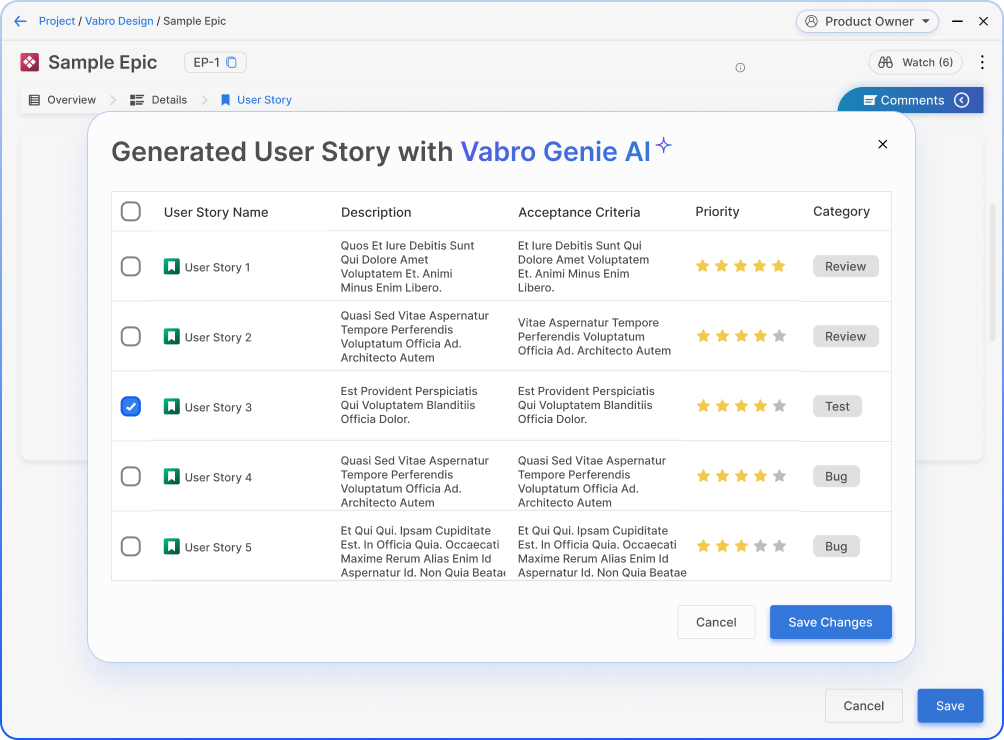 Project / Vabro Design / Sample Epic
Product Owner
Sample Epic
EP-1
Watch (6)
Overview
Details
User Story
Comments
Generated User Story with Vabro Genie AI
User Story Name
Description
Acceptance Criteria
Priority
Category
User Story 1
Quos Et Iure Debitis Sunt
Qui Dolore Amet
Voluptatem Et. Animi
Minus Enim Libero.
Et Iure Debitis Sunt Qui
Dolore Amet Voluptatem
Et. Animi Minus Enim
Libero.
Review
User Story 2
Quasi Sed Vitae Aspernatur
Tempore Perferendis
Voluptatum Officia Ad.
Architecto Autem
Vitae Aspernatur Tempore
Perferendis Voluptatum
Officia Ad. Architecto Autem
Review
User Story 3
Est Provident Perspiciatis
Qui Voluptatem Blanditiis
Officia Dolor.
Est Provident Perspiciatis
Qui Voluptatem Blanditiis
Officia Dolor.
Test
User Story 4
Quasi Sed Vitae Aspernatur
Tempore Perferendis
Voluptatum Officia Ad.
Architecto Autem
Quasi Sed Vitae Aspernatur
Tempore Perferendis
Voluptatum Officia Ad.
Architecto Autem
Bug
User Story 5
Et Qui Qui. Ipsam Cupiditate
Est. In Officia Quia. Occaecati
Maxime Rerum Alias Enim Id
Aspernatur Id. Non Quia Beatae
Et Qui Qui. Ipsam Cupiditate
Est. In Officia Quia. Occaecati
Maxime Rerum Alias Enim Id
Aspernatur Id. Non Quia Beatae
Bug
Cancel
Save Changes
Cancel
Save